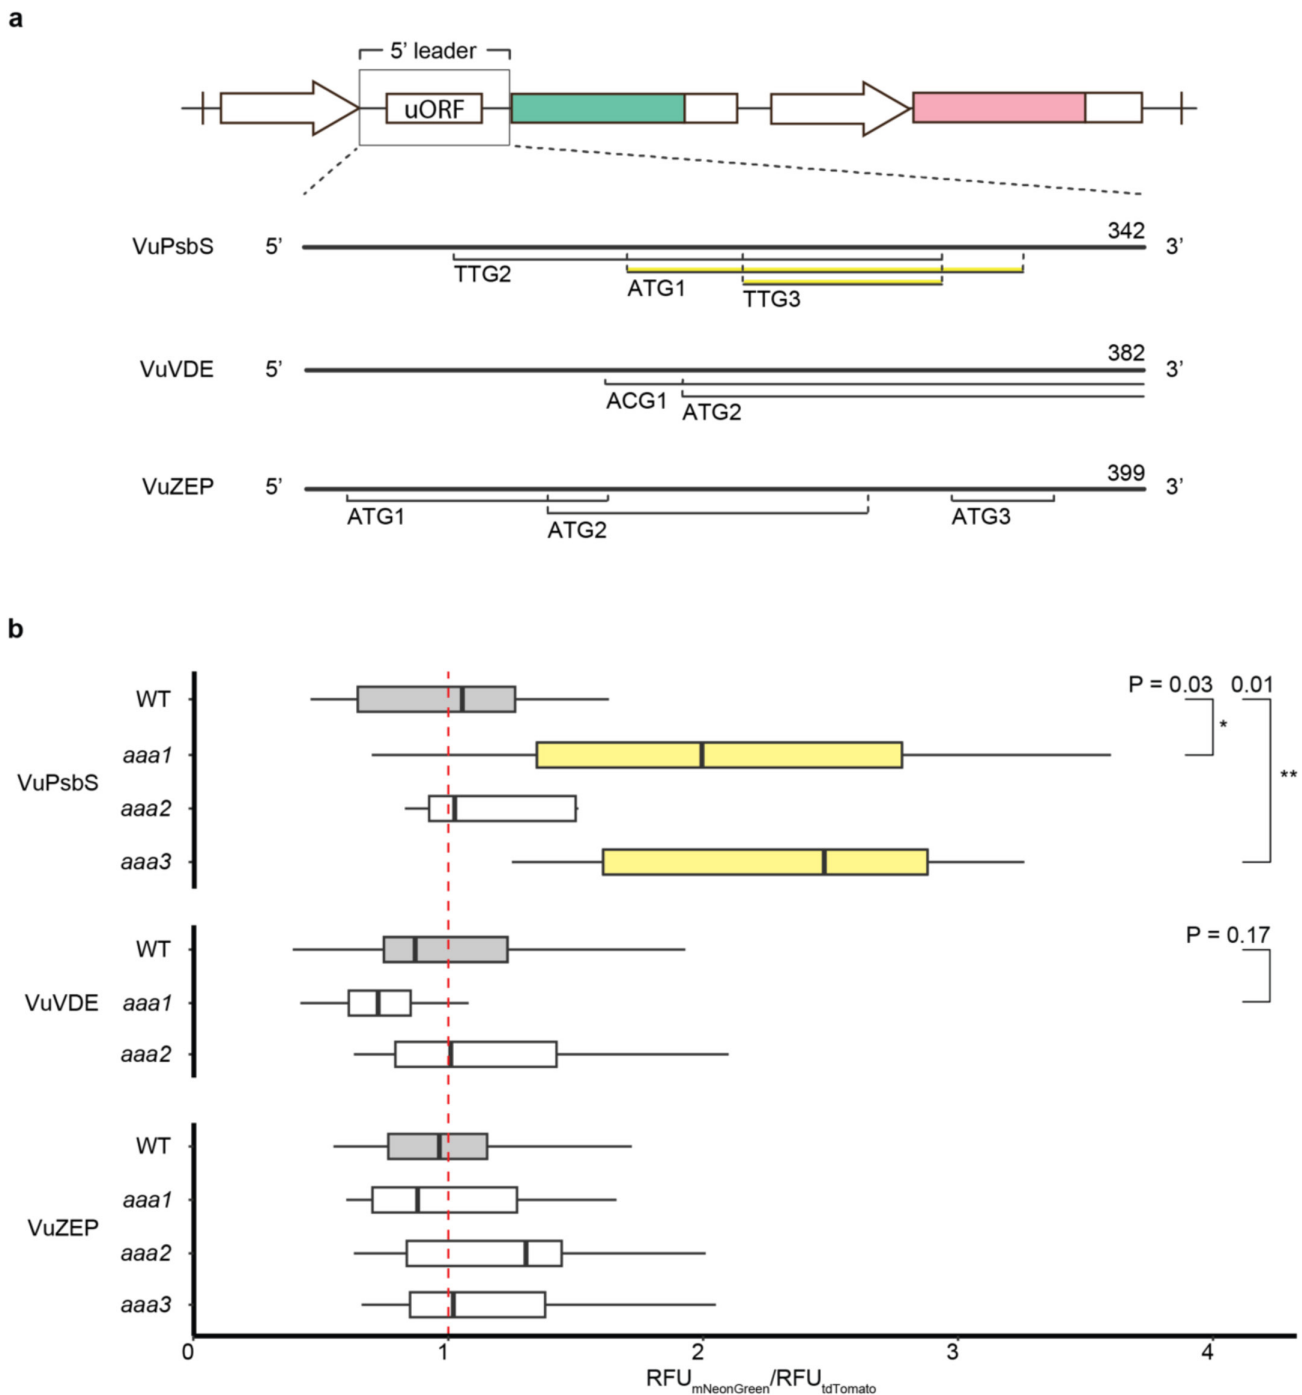 a
5’ leader
uORF
VuPsbS 5’ 342 3’
TTG2
ATG1
TTG3
VuVDE 5’ 382 3’
ACG1
ATG2
VuZEP 5’ 399 3’
ATG1
ATG2
ATG3
b
WT P = 0.03 0.01
*
aaa1
VuPsbS **
aaa2
aaa3
WT P = 0.17
VuVDE aaa1
aaa2
WT
aaa1
VuZEP
aaa2
aaa3
0 1 2 3 4
RFUmNeonGreen/RFUtdTomato